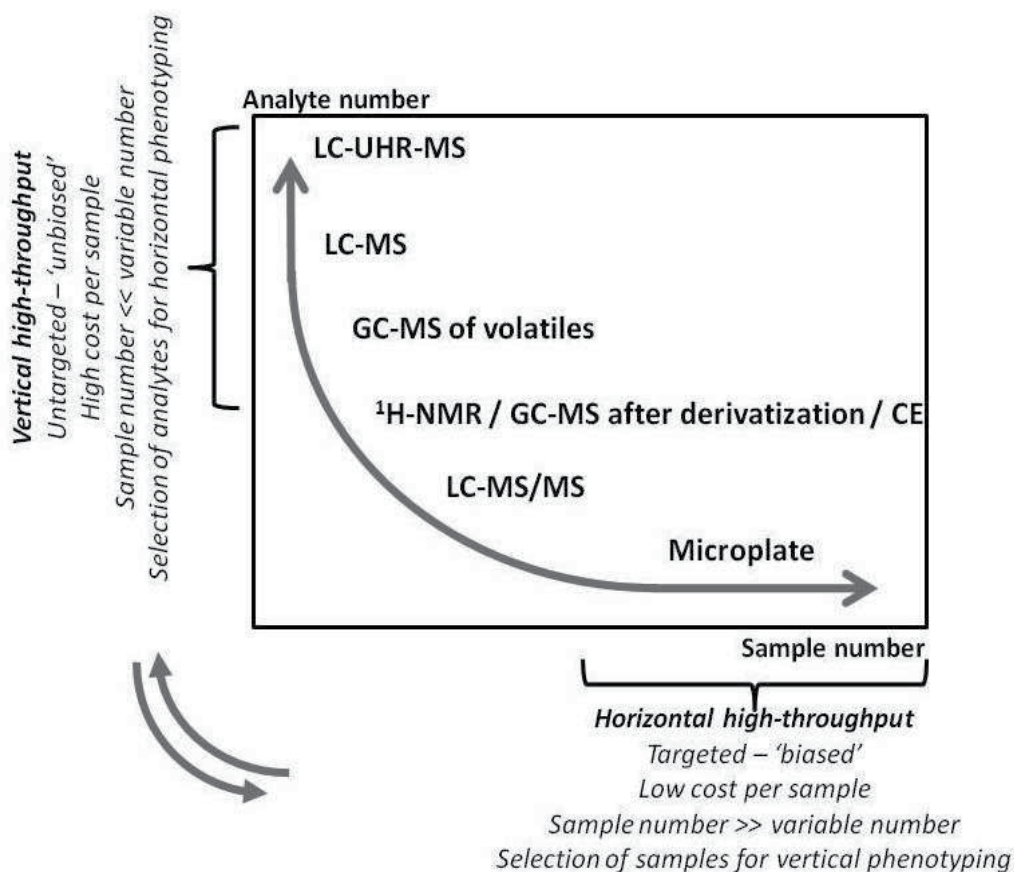 Vertical high-throughput
Untargeted – ‘unbiased’
High cost per sample
Sample number << variable number
Selection of analytes for horizontal phenotyping
Analyte number
LC-UHR-MS
LC-MS
GC-MS of volatiles
¹H-NMR / GC-MS after derivatization / CE
LC-MS/MS
Microplate
Sample number
Horizontal high-throughput
Targeted – ‘biased’
Low cost per sample
Sample number >> variable number
Selection of samples for vertical phenotyping